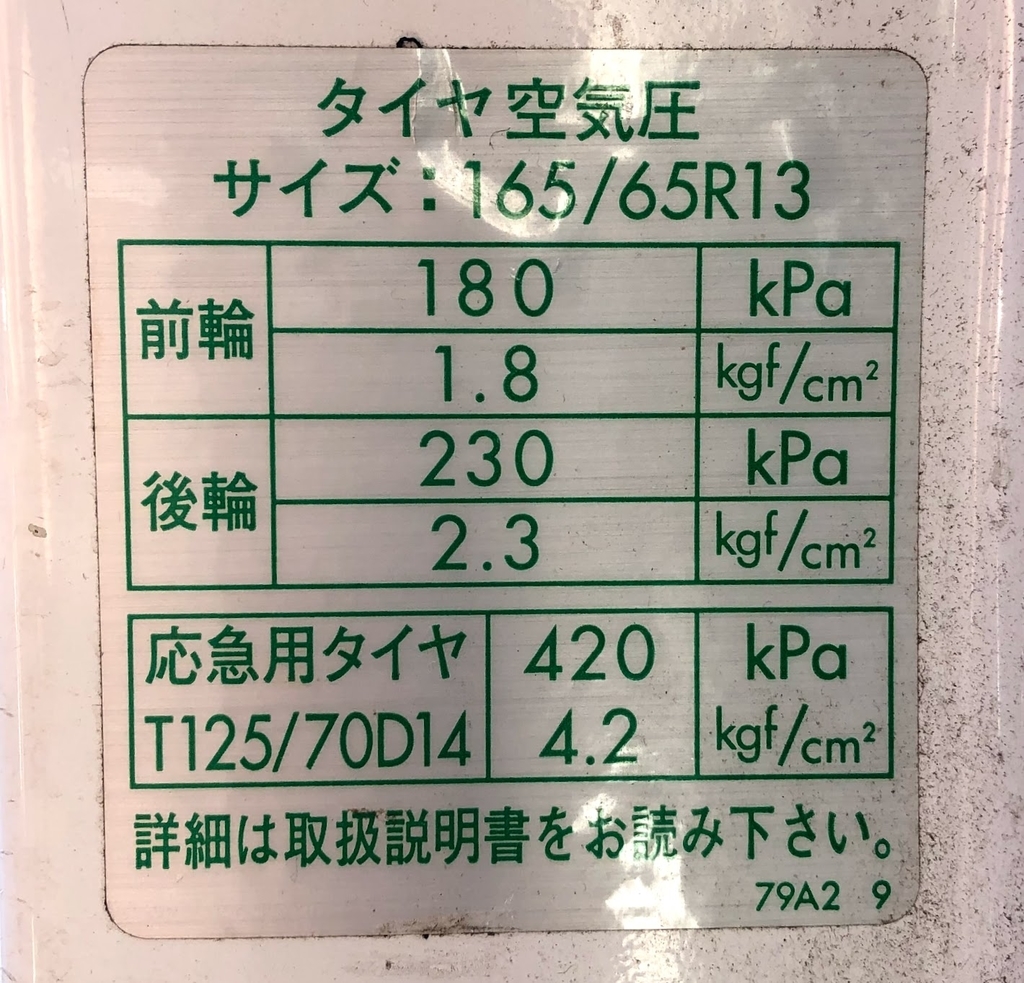 タイヤ空気圧
サイズ：165/65R13
前輪 180 kPa
1.8 kgf/cm²
後輪 230 kPa
2.3 kgf/cm²
応急用タイヤ 420 kPa
T125/70D14 4.2 kgf/cm²
詳細は取扱説明書をお読み下さい。
79A2 9